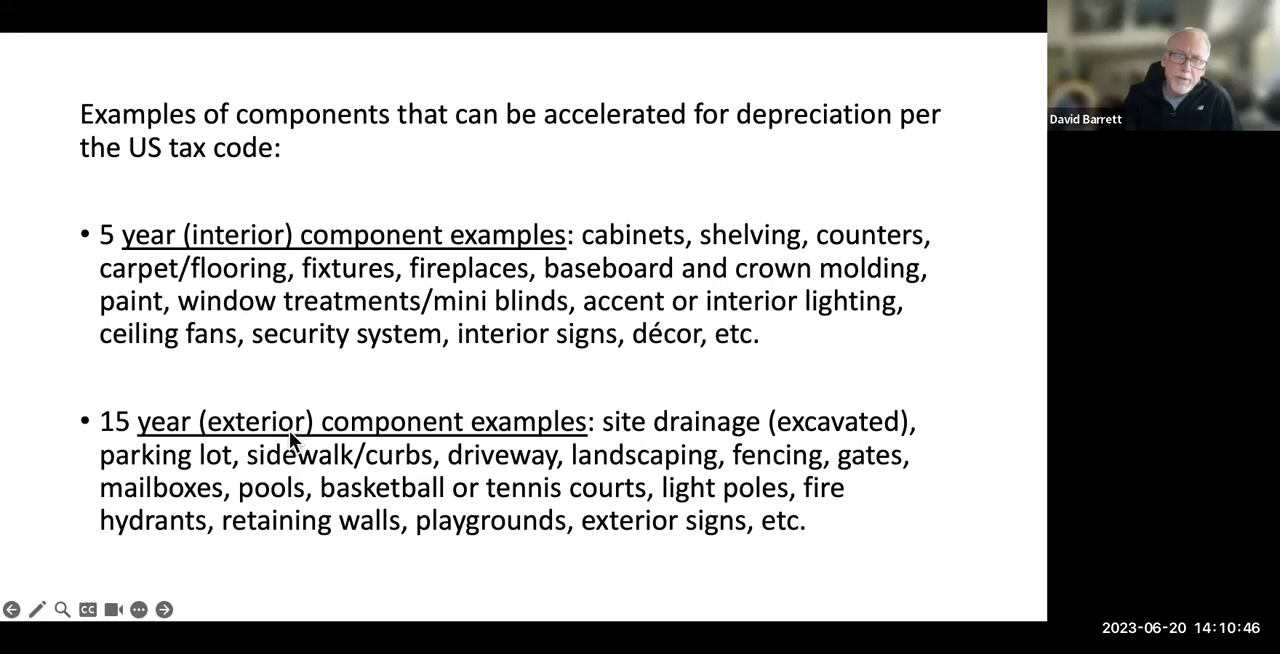 Examples of components that can be accelerated for depreciation per
the US tax code:
• 5 year (interior) component examples: cabinets, shelving, counters,
carpet/flooring, fixtures, fireplaces, baseboard and crown molding,
paint, window treatments/mini blinds, accent or interior lighting,
ceiling fans, security system, interior signs, décor, etc.
• 15 year (exterior) component examples: site drainage (excavated),
parking lot, sidewalk/curbs, driveway, landscaping, fencing, gates,
mailboxes, pools, basketball or tennis courts, light poles, fire
hydrants, retaining walls, playgrounds, exterior signs, etc.
David Barrett
CC
2023-06-20 14:10:46